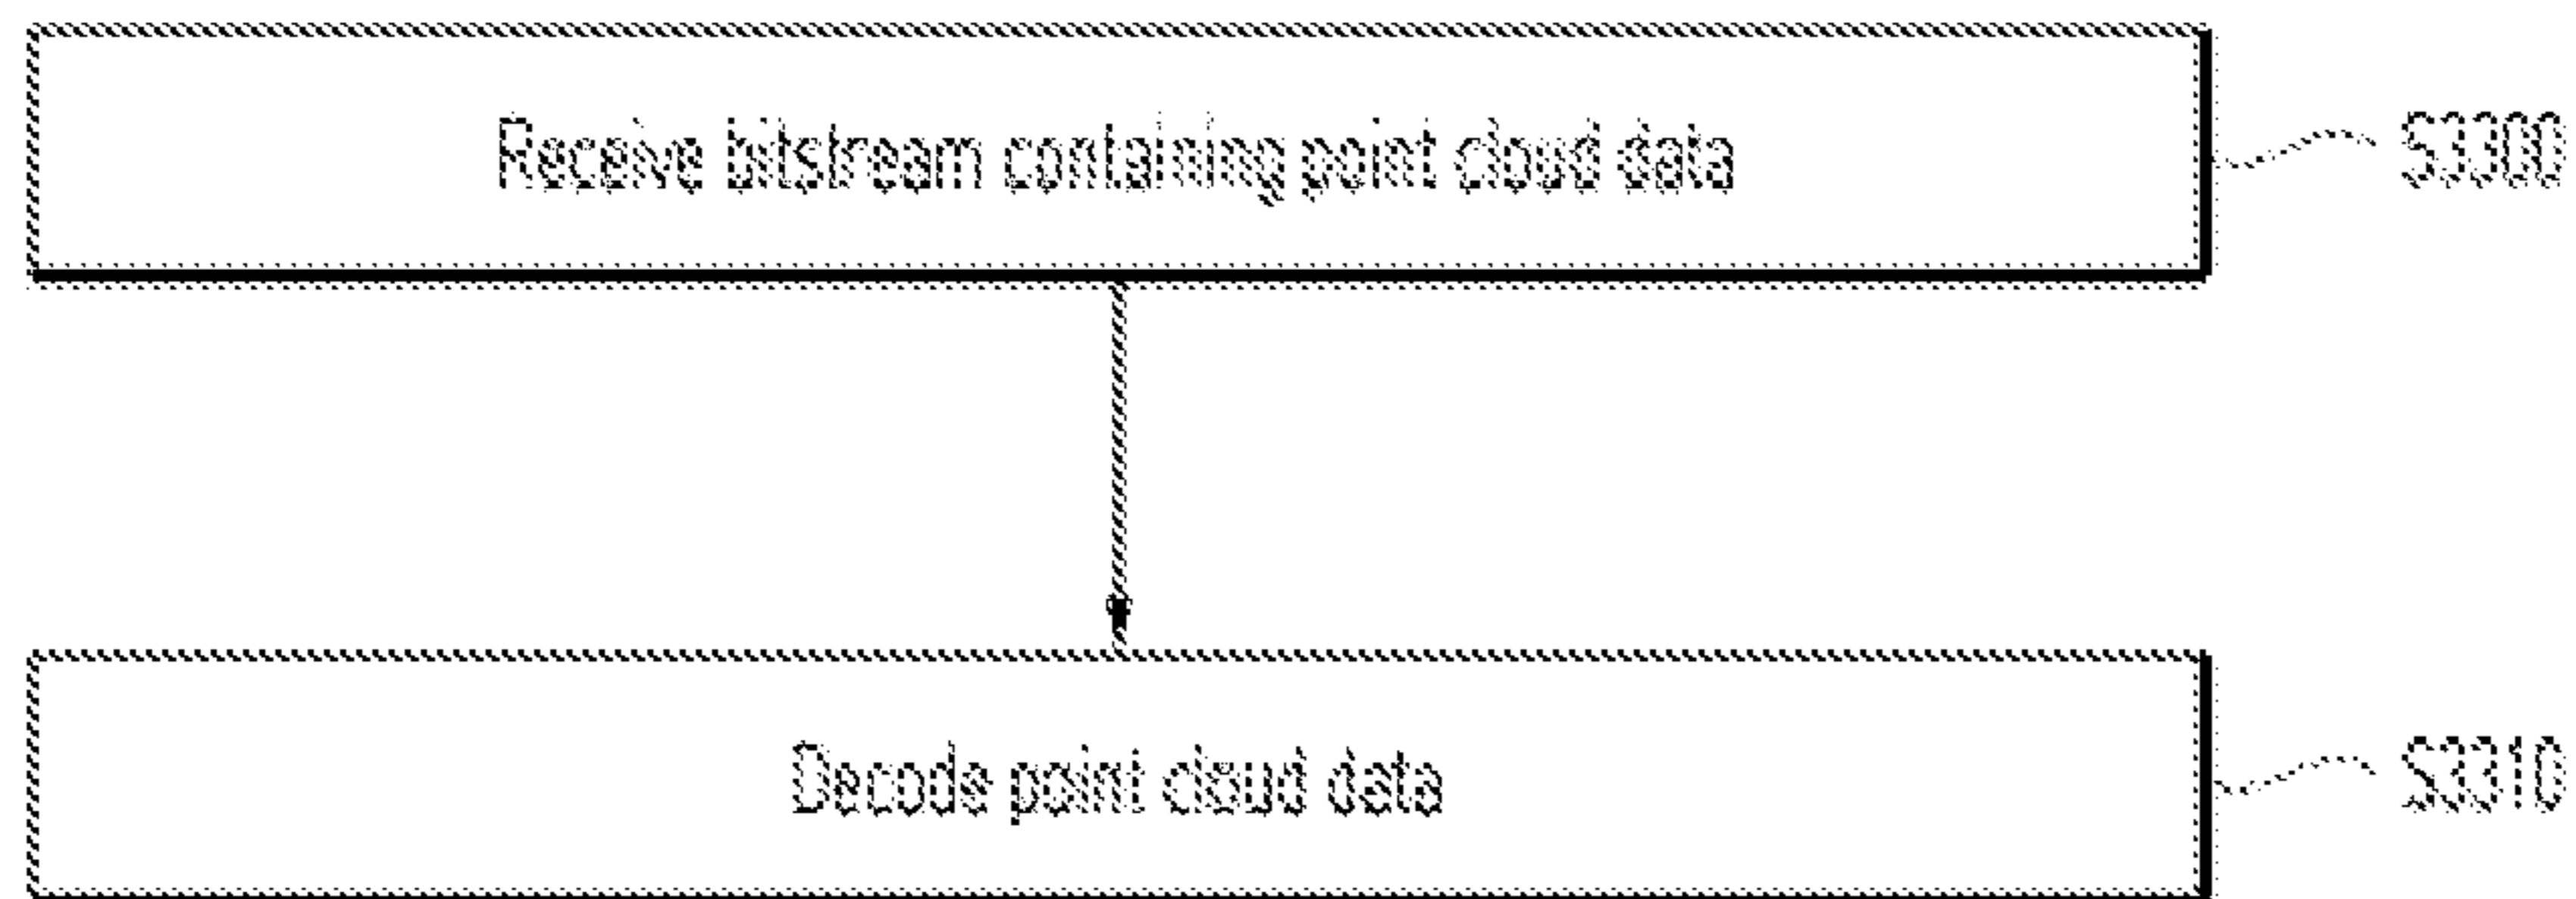 Receive bitstream containing point cloud data
S3300
Decode point cloud data
S3310